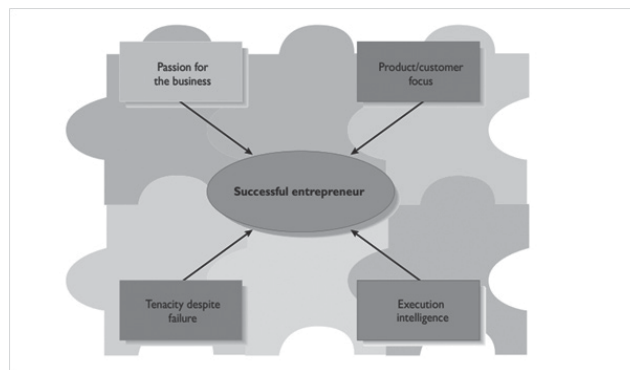 Passion for
the business
Product/customer
focus
Successful entrepreneur
Tenacity despite
failure
Execution
intelligence